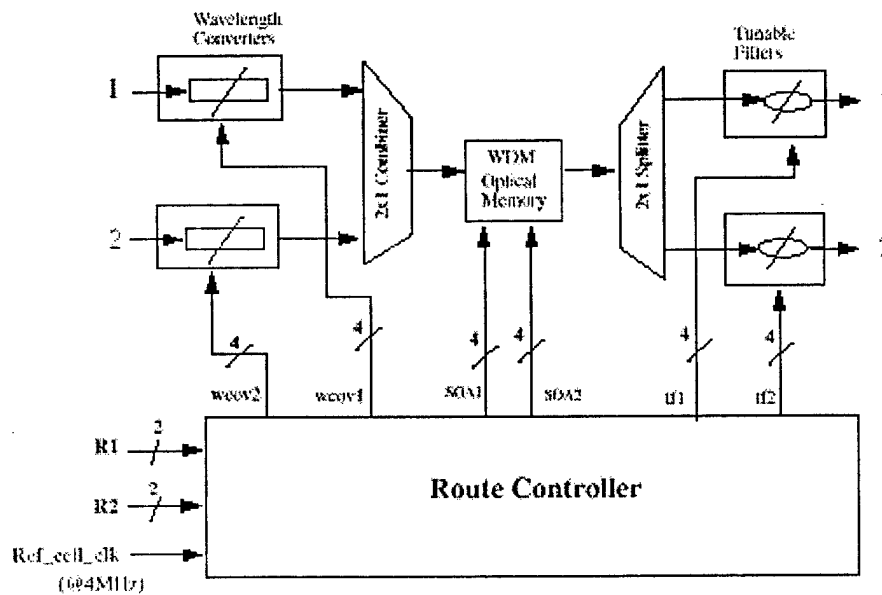 Wavelength
Converters
Tunable
Filters
1
2x1 Combiner
WDM
Optical
Memory
2x1 Splitter
2
4
4
4
4
4
4
wcov2
wcov1
SOA1
SOA2
tf1
tf2
R1
2
R2
2
Route Controller
Ref_cell_clk
(@4MHz)